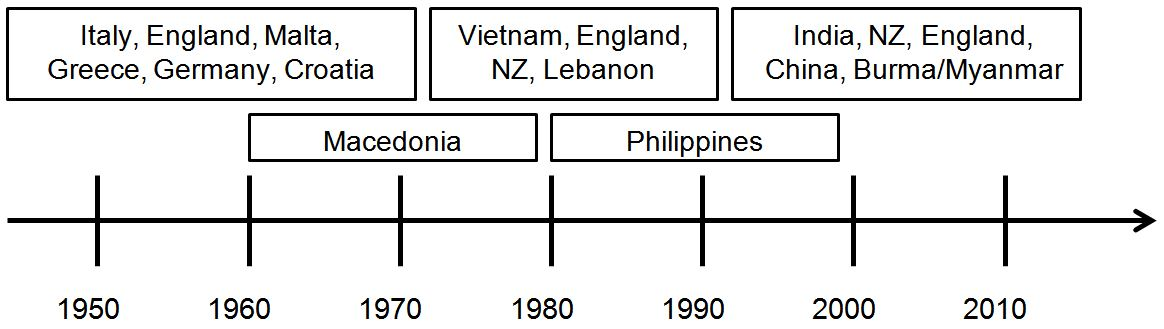 Italy, England, Malta,
Greece, Germany, Croatia
Vietnam, England,
NZ, Lebanon
India, NZ, England,
China, Burma/Myanmar
Macedonia
Philippines
1950
1960
1970
1980
1990
2000
2010